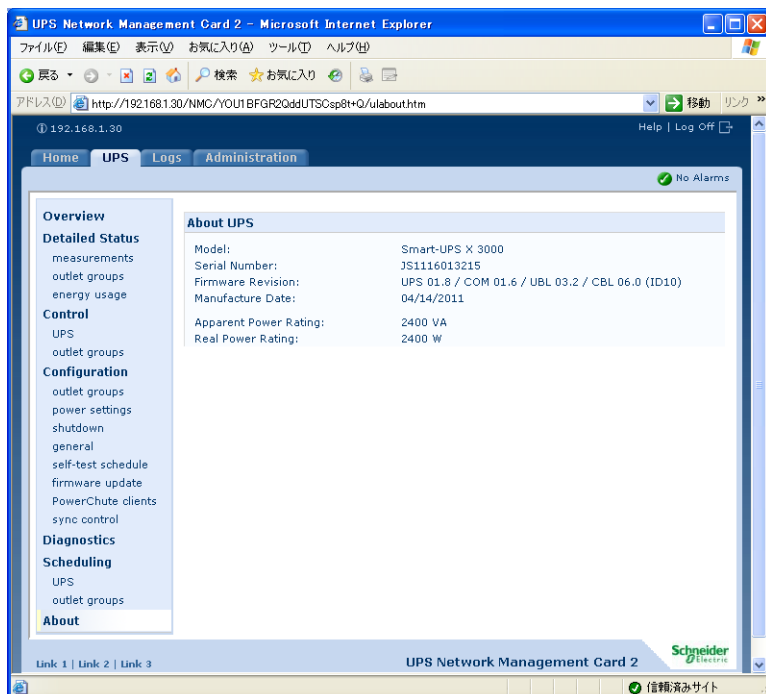 UPS Network Management Card 2 - Microsoft Internet Explorer
ファイル(F) 編集(E) 表示(V) お気に入り(A) ツール(T) ヘルプ(H)
戻る 検索 お気に入り
アドレス(D) http://192.168.1.30/NMC/YOU1BFGR2QddUTSCsp8t+Q/ulabout.htm 移動 リンク »
192.168.1.30 Help | Log Off
Home UPS Logs Administration
No Alarms
Overview
Detailed Status
measurements
outlet groups
energy usage
Control
UPS
outlet groups
Configuration
outlet groups
power settings
shutdown
general
self-test schedule
firmware update
PowerChute clients
sync control
Diagnostics
Scheduling
UPS
outlet groups
About
About UPS
Model: Smart-UPS X 3000
Serial Number: JS1116013215
Firmware Revision: UPS 01.8 / COM 01.6 / UBL 03.2 / CBL 06.0 (ID10)
Manufacture Date: 04/14/2011
Apparent Power Rating: 2400 VA
Real Power Rating: 2400 W
Link 1 | Link 2 | Link 3
UPS Network Management Card 2
Schneider Electric
信頼済みサイト